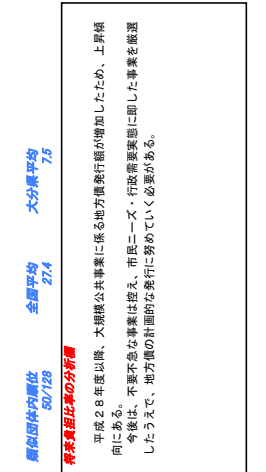 類似団体内順位 全国平均 大分県平均
50/128 27.4 7.5
将来負担比率の分析欄
平成２８年度以降、大規模公共事業に係る地方債発行額が増加したため、上昇傾
向にある。
今後は、不要不急な事業は控え、市民ニーズ・行政需要実態に即した事業を厳選
したうえで、地方債の計画的な発行に努めていく必要がある。